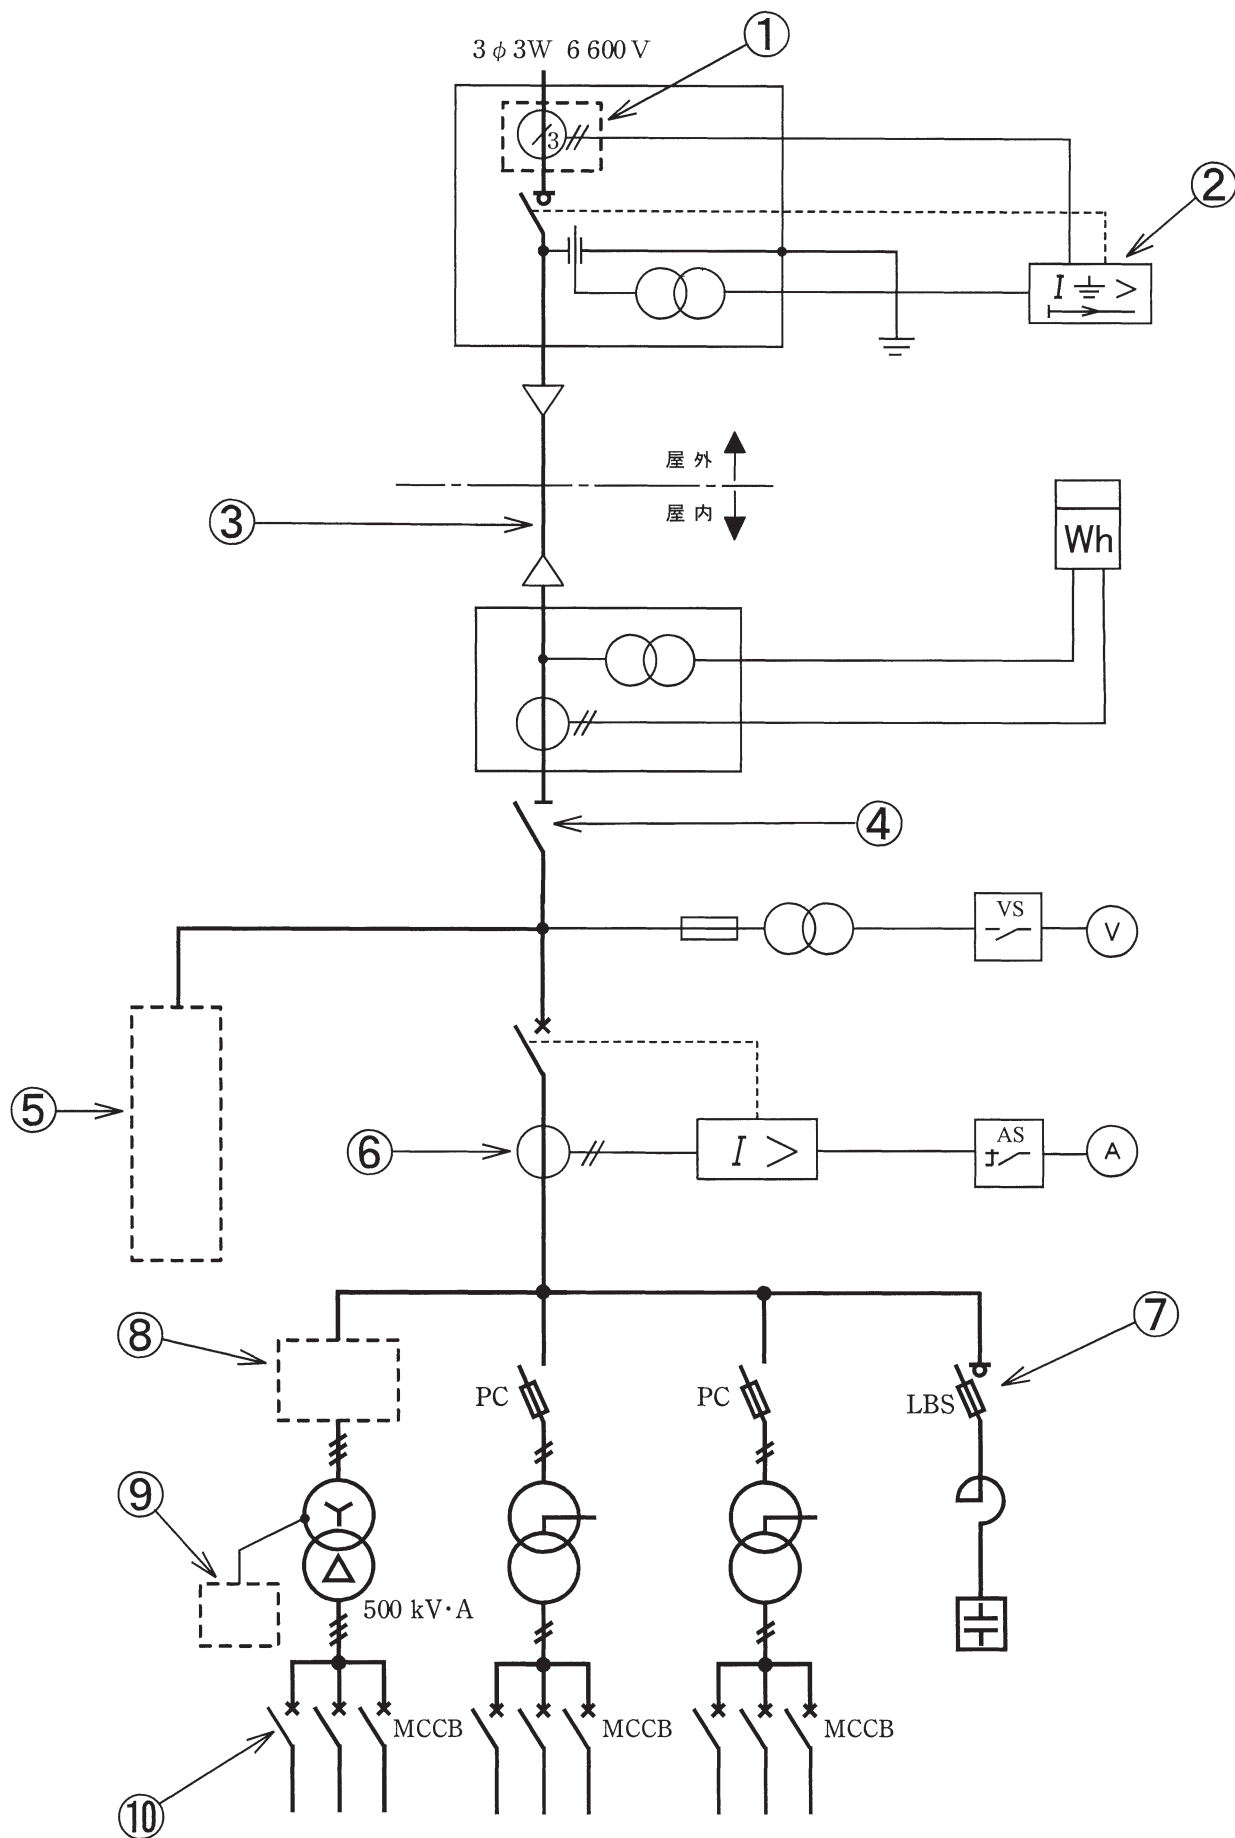 3φ3W 6 600 V
①
3
②
I ⏚ >
屋外
屋内
③
Wh
④
VS
V
⑤
⑥
I >
AS
A
⑧
⑦
PC
PC
LBS
⑨
Y
△
500 kV·A
MCCB
MCCB
MCCB
⑩